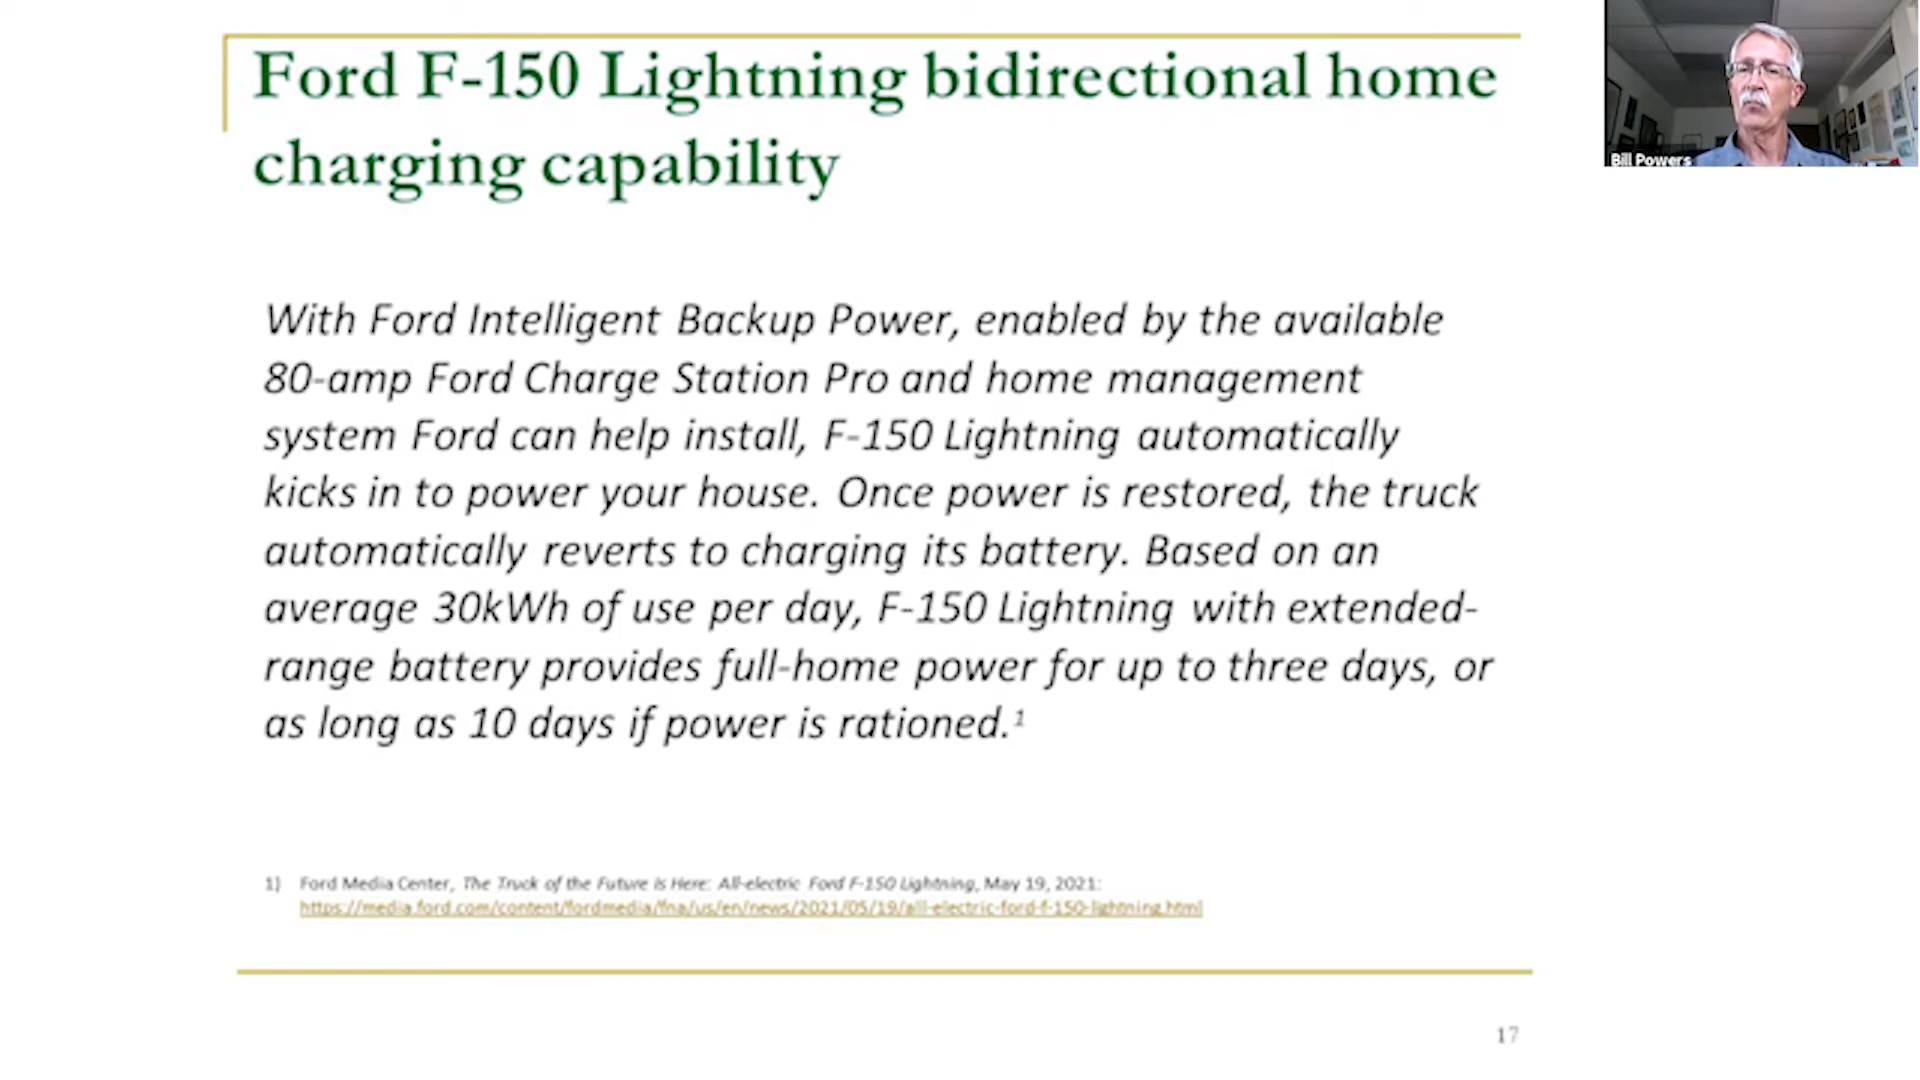 Ford F-150 Lightning bidirectional home
charging capability
Bill Powers
With Ford Intelligent Backup Power, enabled by the available
80-amp Ford Charge Station Pro and home management
system Ford can help install, F-150 Lightning automatically
kicks in to power your house. Once power is restored, the truck
automatically reverts to charging its battery. Based on an
average 30kWh of use per day, F-150 Lightning with extended-
range battery provides full-home power for up to three days, or
as long as 10 days if power is rationed.¹
1) Ford Media Center, The Truck of the Future is Here: All-electric Ford F-150 Lightning, May 19, 2021:
https://media.ford.com/content/fordmedia/fna/us/en/news/2021/05/19/all-electric-ford-f-150-lightning.html
17